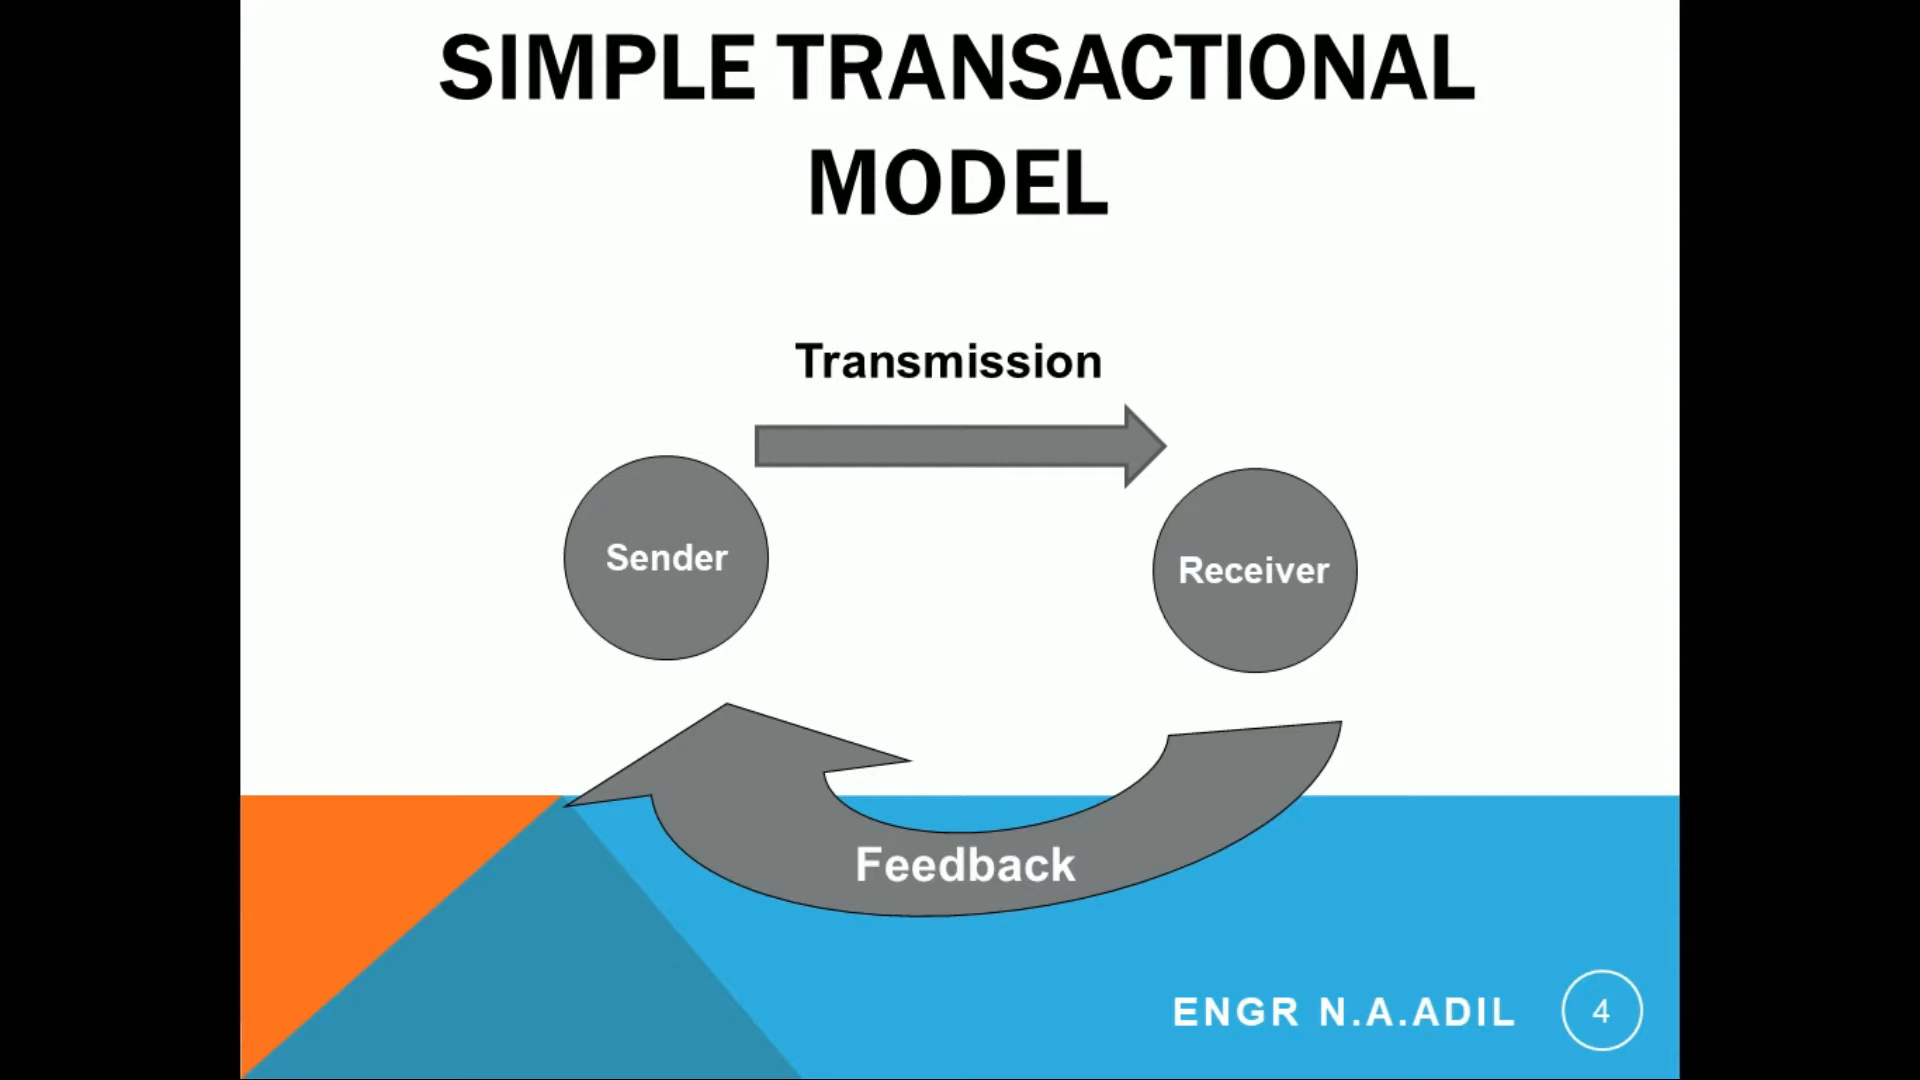 SIMPLE TRANSACTIONAL
MODEL
Transmission
Sender
Receiver
Feedback
ENGR N.A.ADIL
4